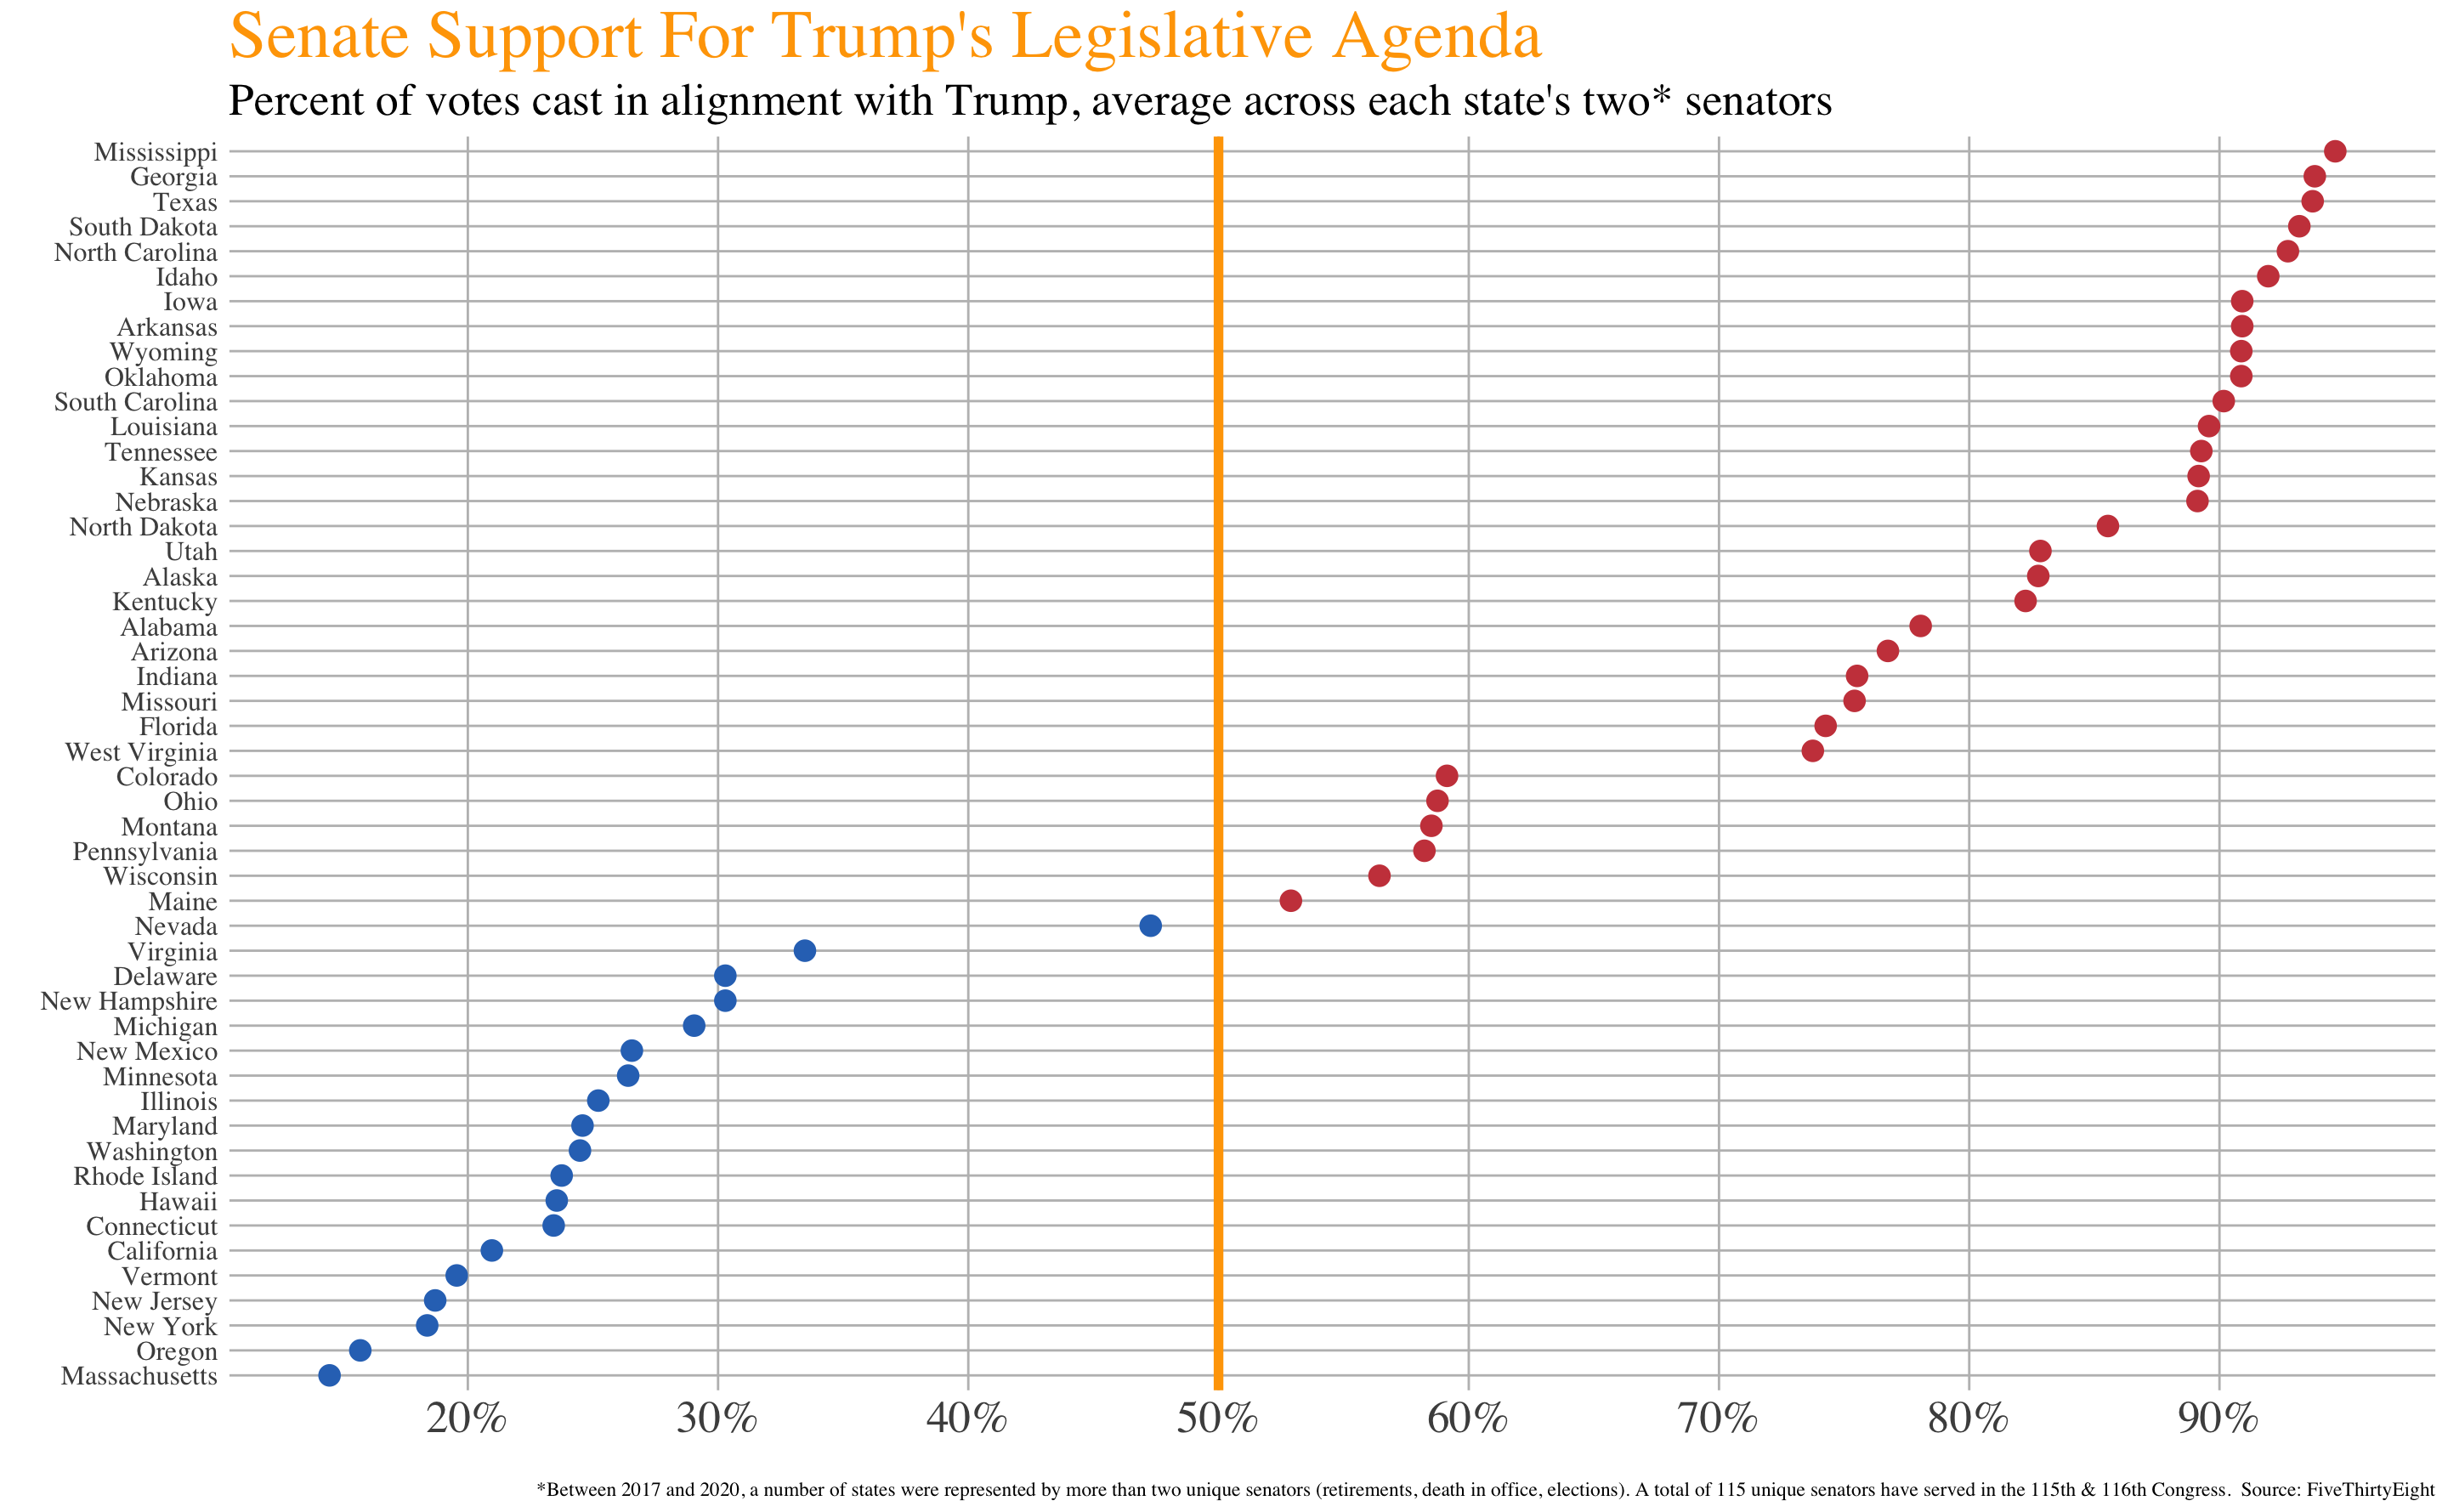 Senate Support For Trump's Legislative Agenda
Percent of votes cast in alignment with Trump, average across each state's two* senators
Mississippi
Georgia
Texas
South Dakota
North Carolina
Idaho
Iowa
Arkansas
Wyoming
Oklahoma
South Carolina
Louisiana
Tennessee
Kansas
Nebraska
North Dakota
Utah
Alaska
Kentucky
Alabama
Arizona
Indiana
Missouri
Florida
West Virginia
Colorado
Ohio
Montana
Pennsylvania
Wisconsin
Maine
Nevada
Virginia
Delaware
New Hampshire
Michigan
New Mexico
Minnesota
Illinois
Maryland
Washington
Rhode Island
Hawaii
Connecticut
California
Vermont
New Jersey
New York
Oregon
Massachusetts
20% 30% 40% 50% 60% 70% 80% 90%
*Between 2017 and 2020, a number of states were represented by more than two unique senators (retirements, death in office, elections). A total of 115 unique senators have served in the 115th & 116th Congress. Source: FiveThirtyEight